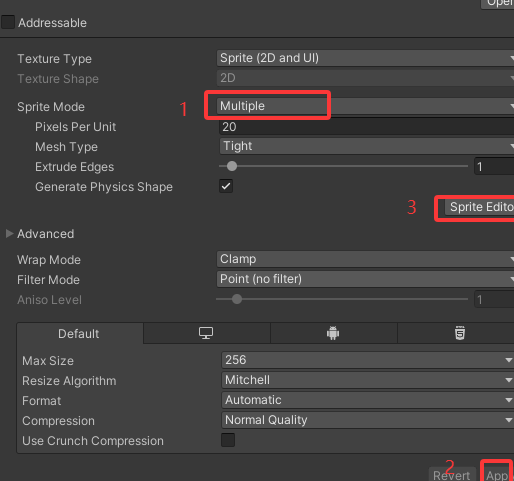 Open
Addressable
Texture Type Sprite (2D and UI)
Texture Shape 2D
Sprite Mode 1 Multiple
Pixels Per Unit 20
Mesh Type Tight
Extrude Edges 1
Generate Physics Shape
3 Sprite Edito
Advanced
Wrap Mode Clamp
Filter Mode Point (no filter)
Aniso Level 1
Default
Max Size 256
Resize Algorithm Mitchell
Format Automatic
Compression Normal Quality
Use Crunch Compression
2 Revert App